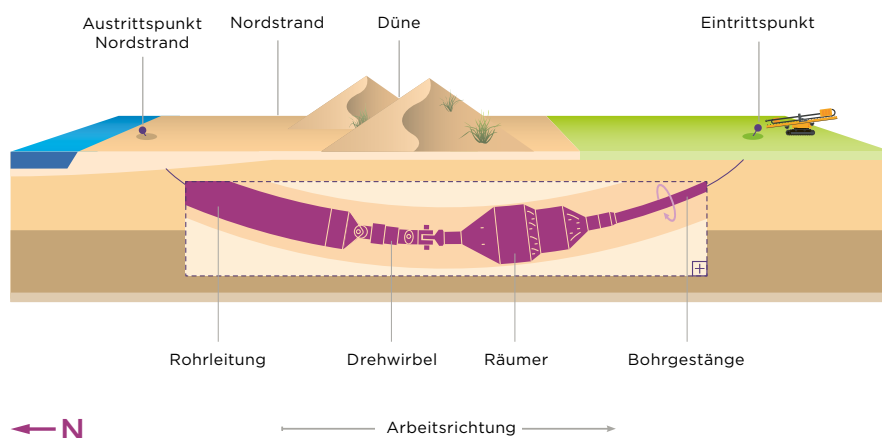 Austrittspunkt
Nordstrand
Nordstrand
Düne
Eintrittspunkt
Rohrleitung
Drehwirbel
Räumer
Bohrgestänge
N
Arbeitsrichtung